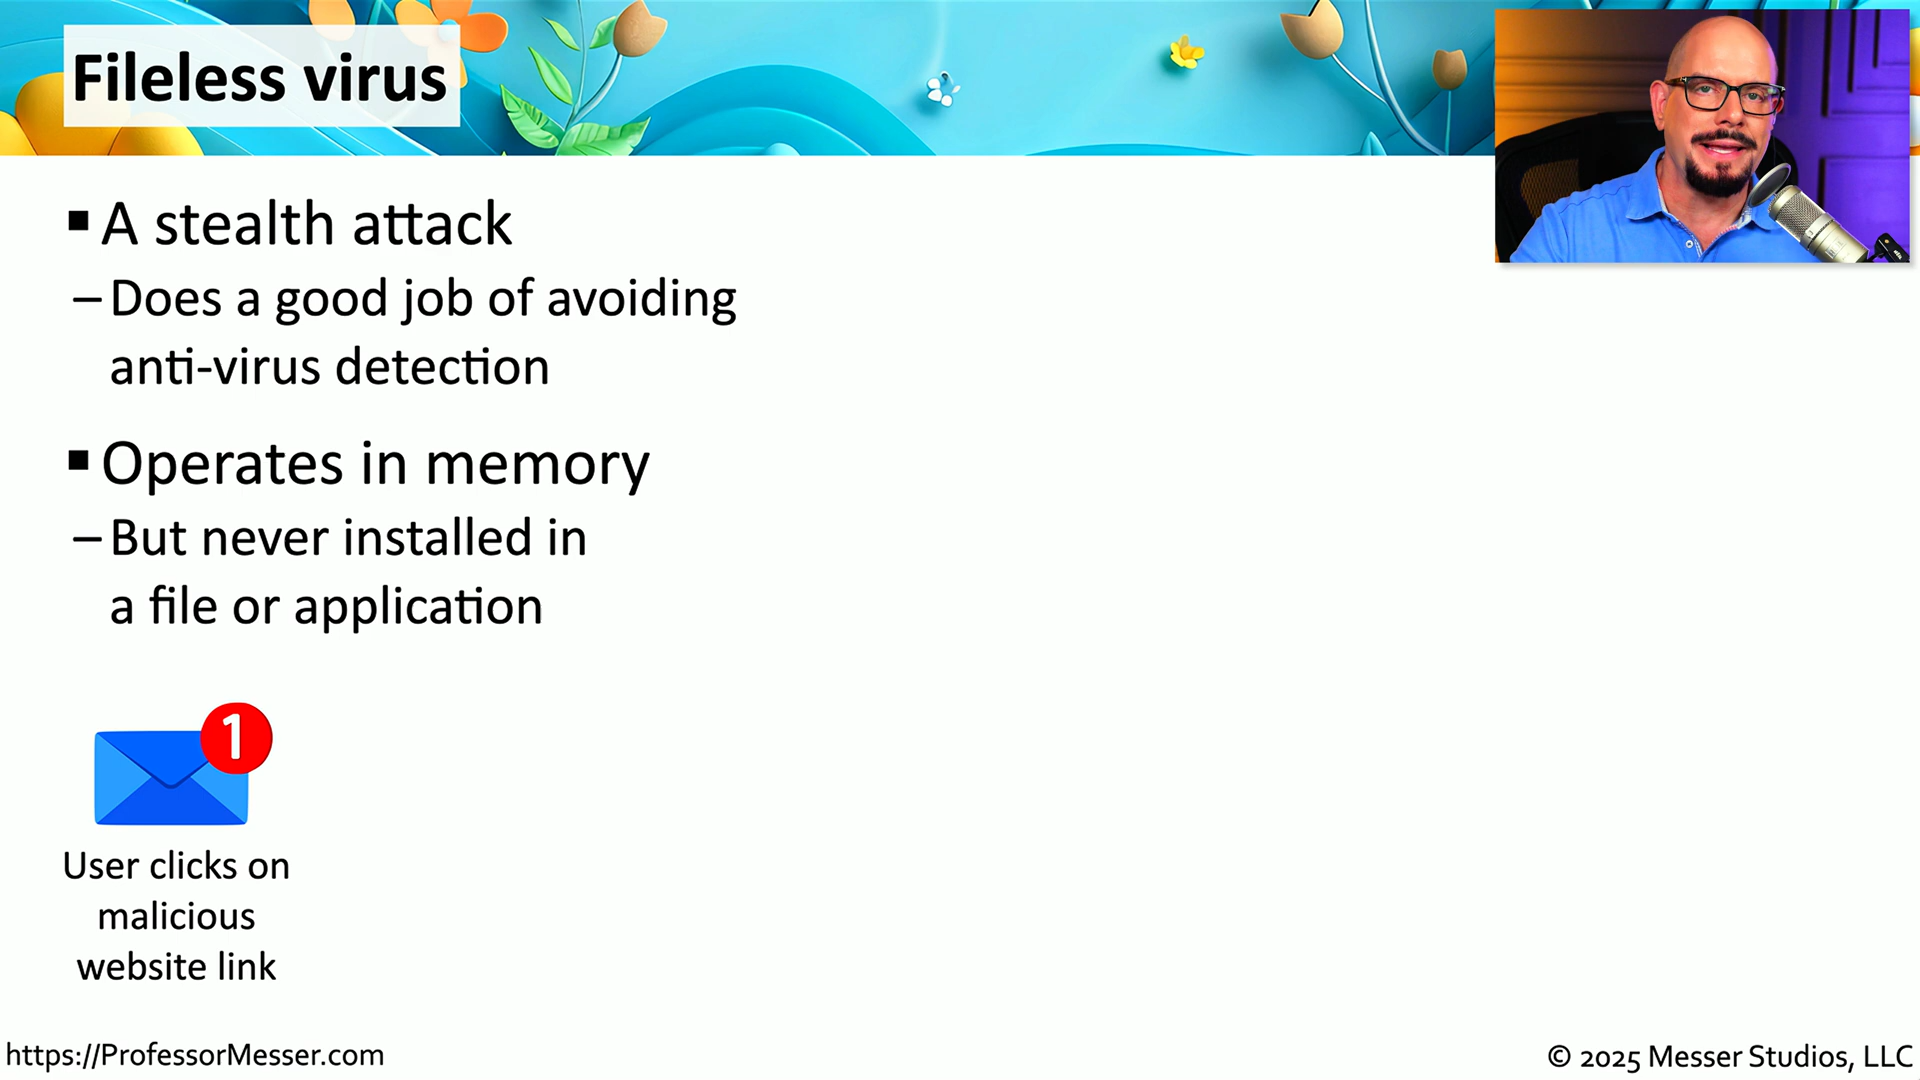 Fileless virus
▪ A stealth attack
– Does a good job of avoiding
anti-virus detection
▪ Operates in memory
– But never installed in
a file or application
1
User clicks on
malicious
website link
https://ProfessorMesser.com
© 2025 Messer Studios, LLC